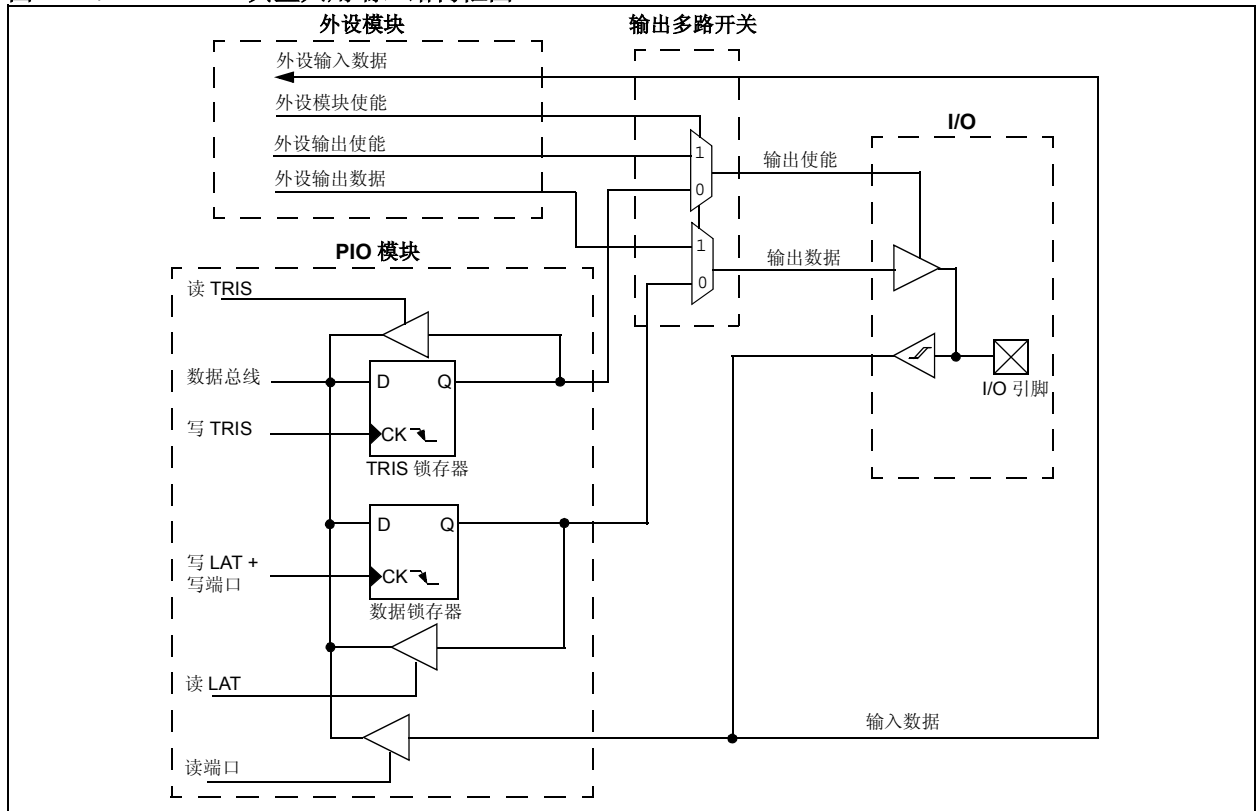 外设模块
输出多路开关
外设输入数据
外设模块使能
I/O
外设输出使能
1
输出使能
外设输出数据
0
PIO 模块
1
输出数据
读 TRIS
0
数据总线
D
Q
I/O 引脚
写 TRIS
CK
TRIS 锁存器
D
Q
写 LAT +
写端口
CK
数据锁存器
读 LAT
输入数据
读端口